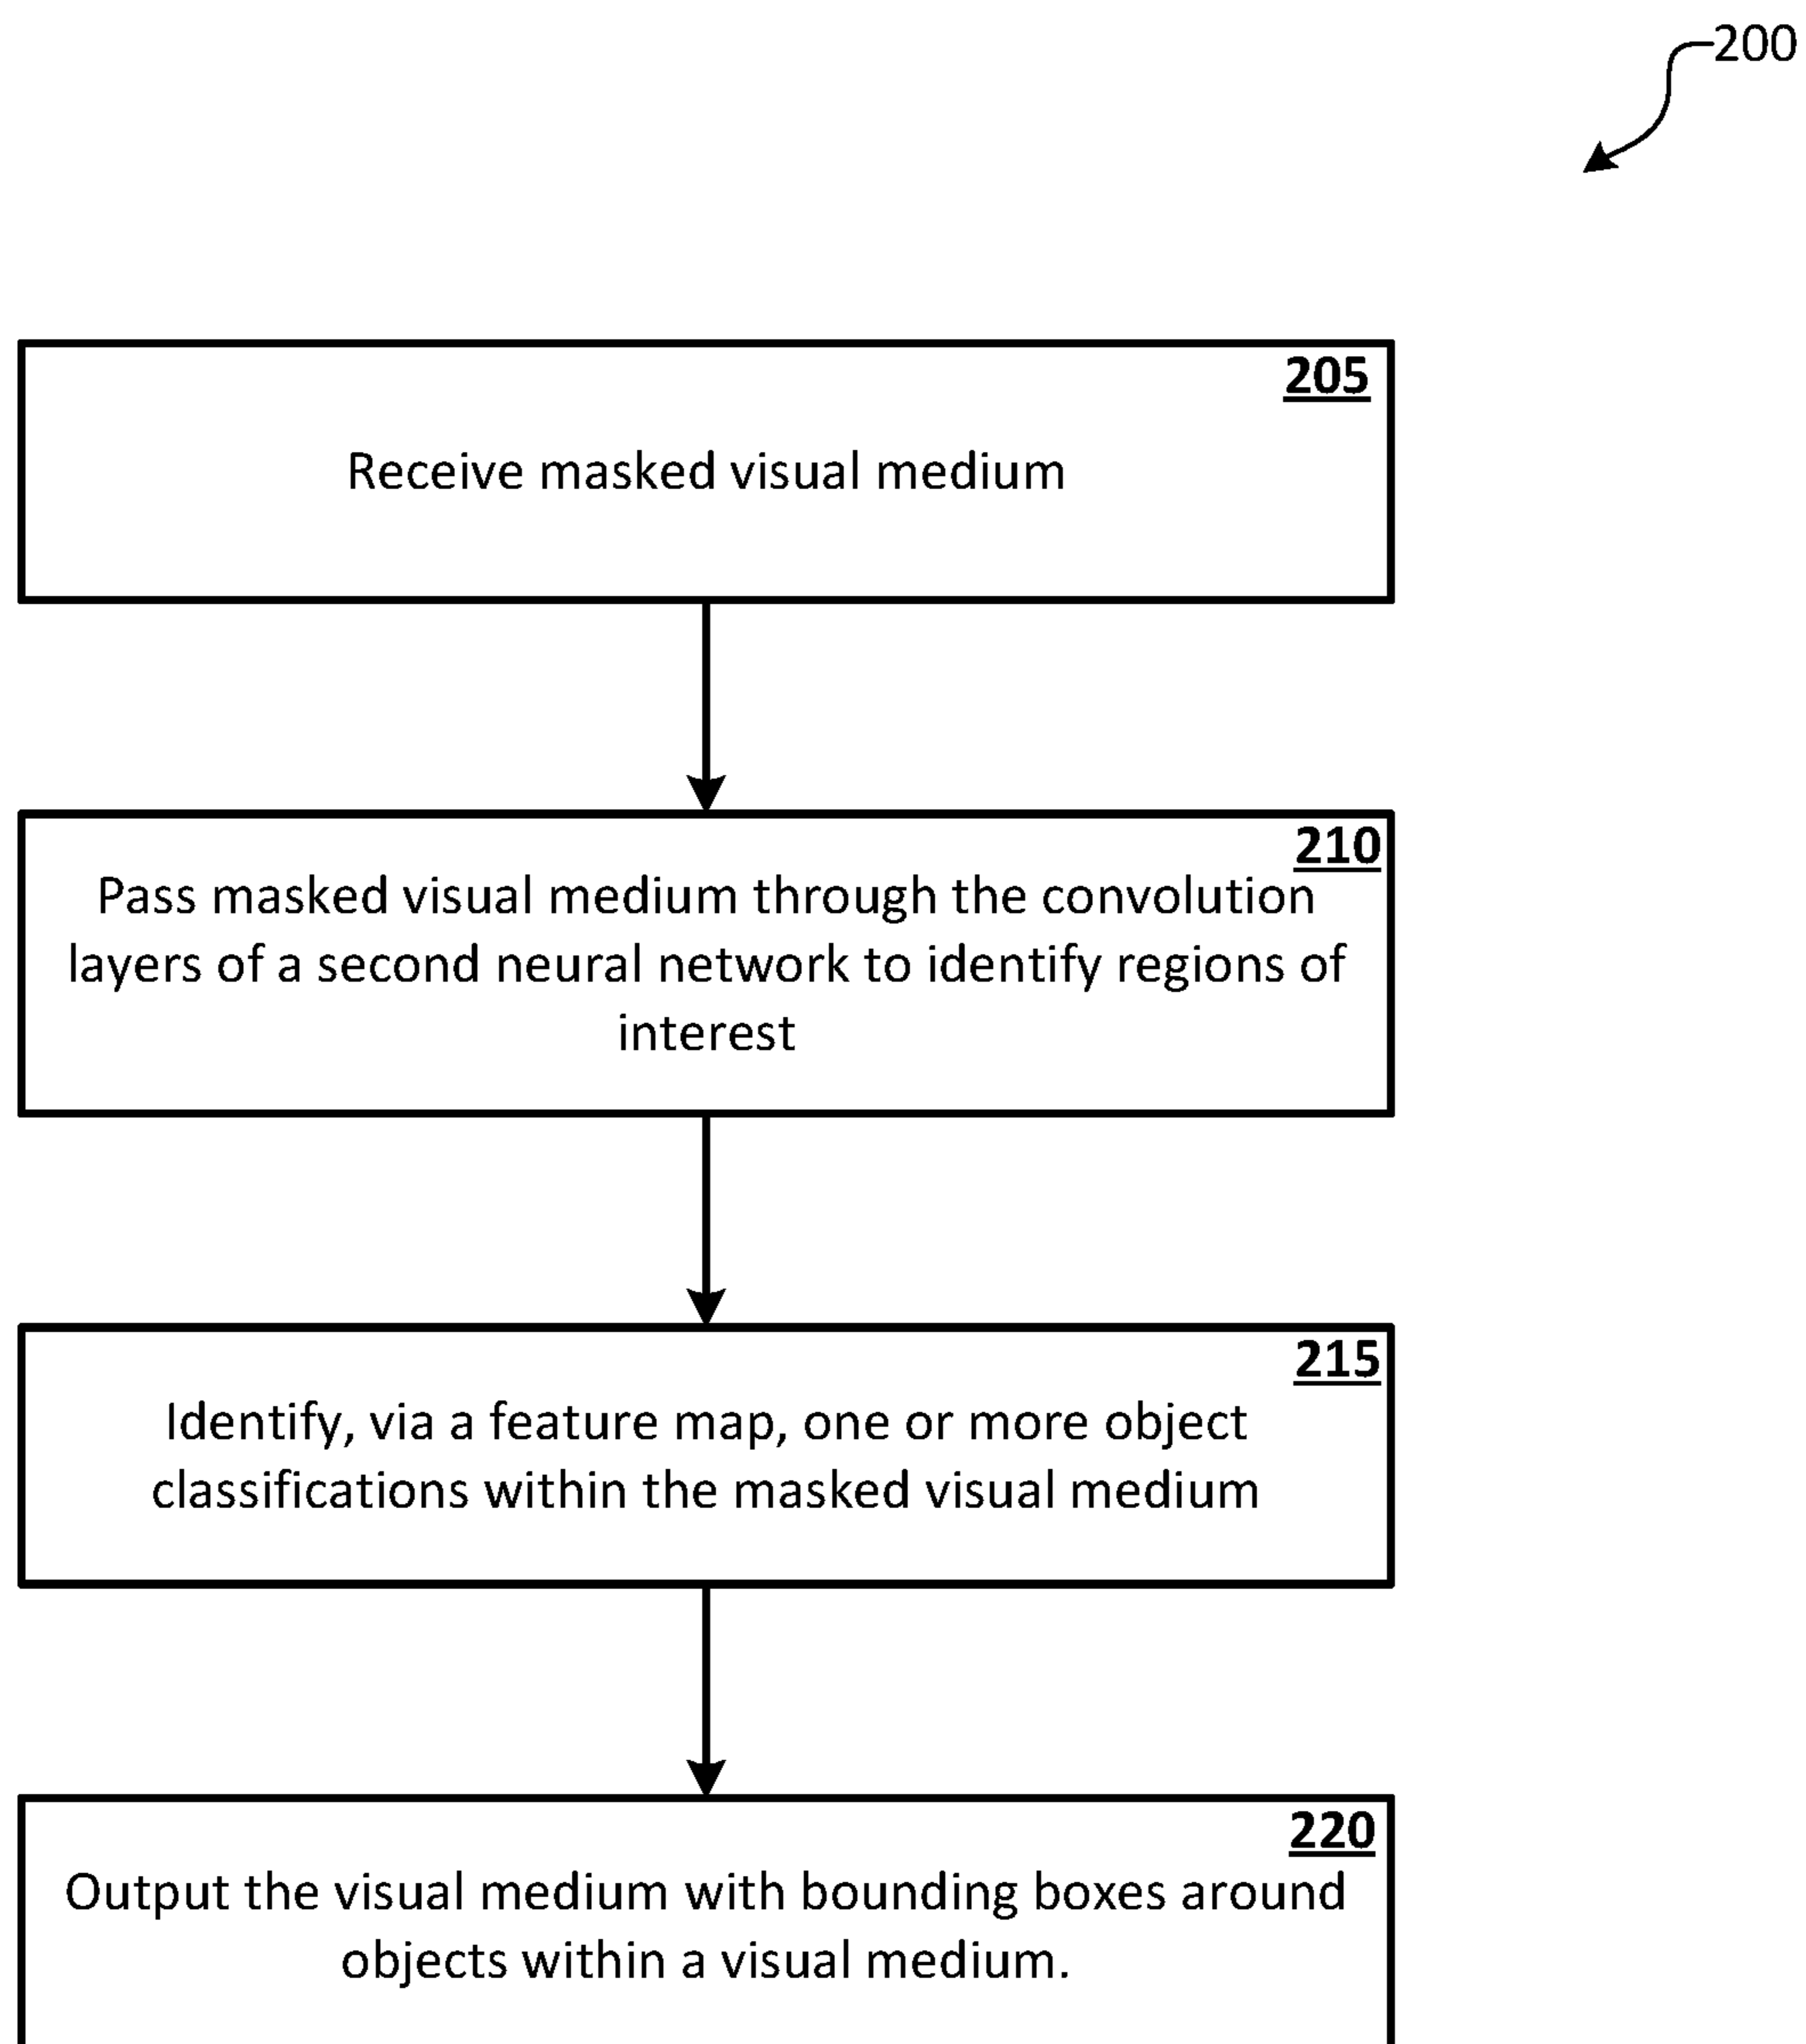 200
205
Receive masked visual medium
210
Pass masked visual medium through the convolution
layers of a second neural network to identify regions of
interest
215
Identify, via a feature map, one or more object
classifications within the masked visual medium
220
Output the visual medium with bounding boxes around
objects within a visual medium.